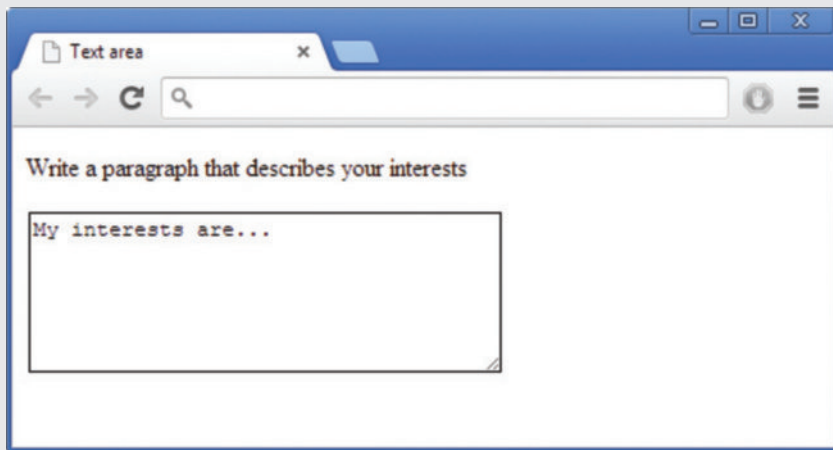 Text area
Write a paragraph that describes your interests
My interests are...